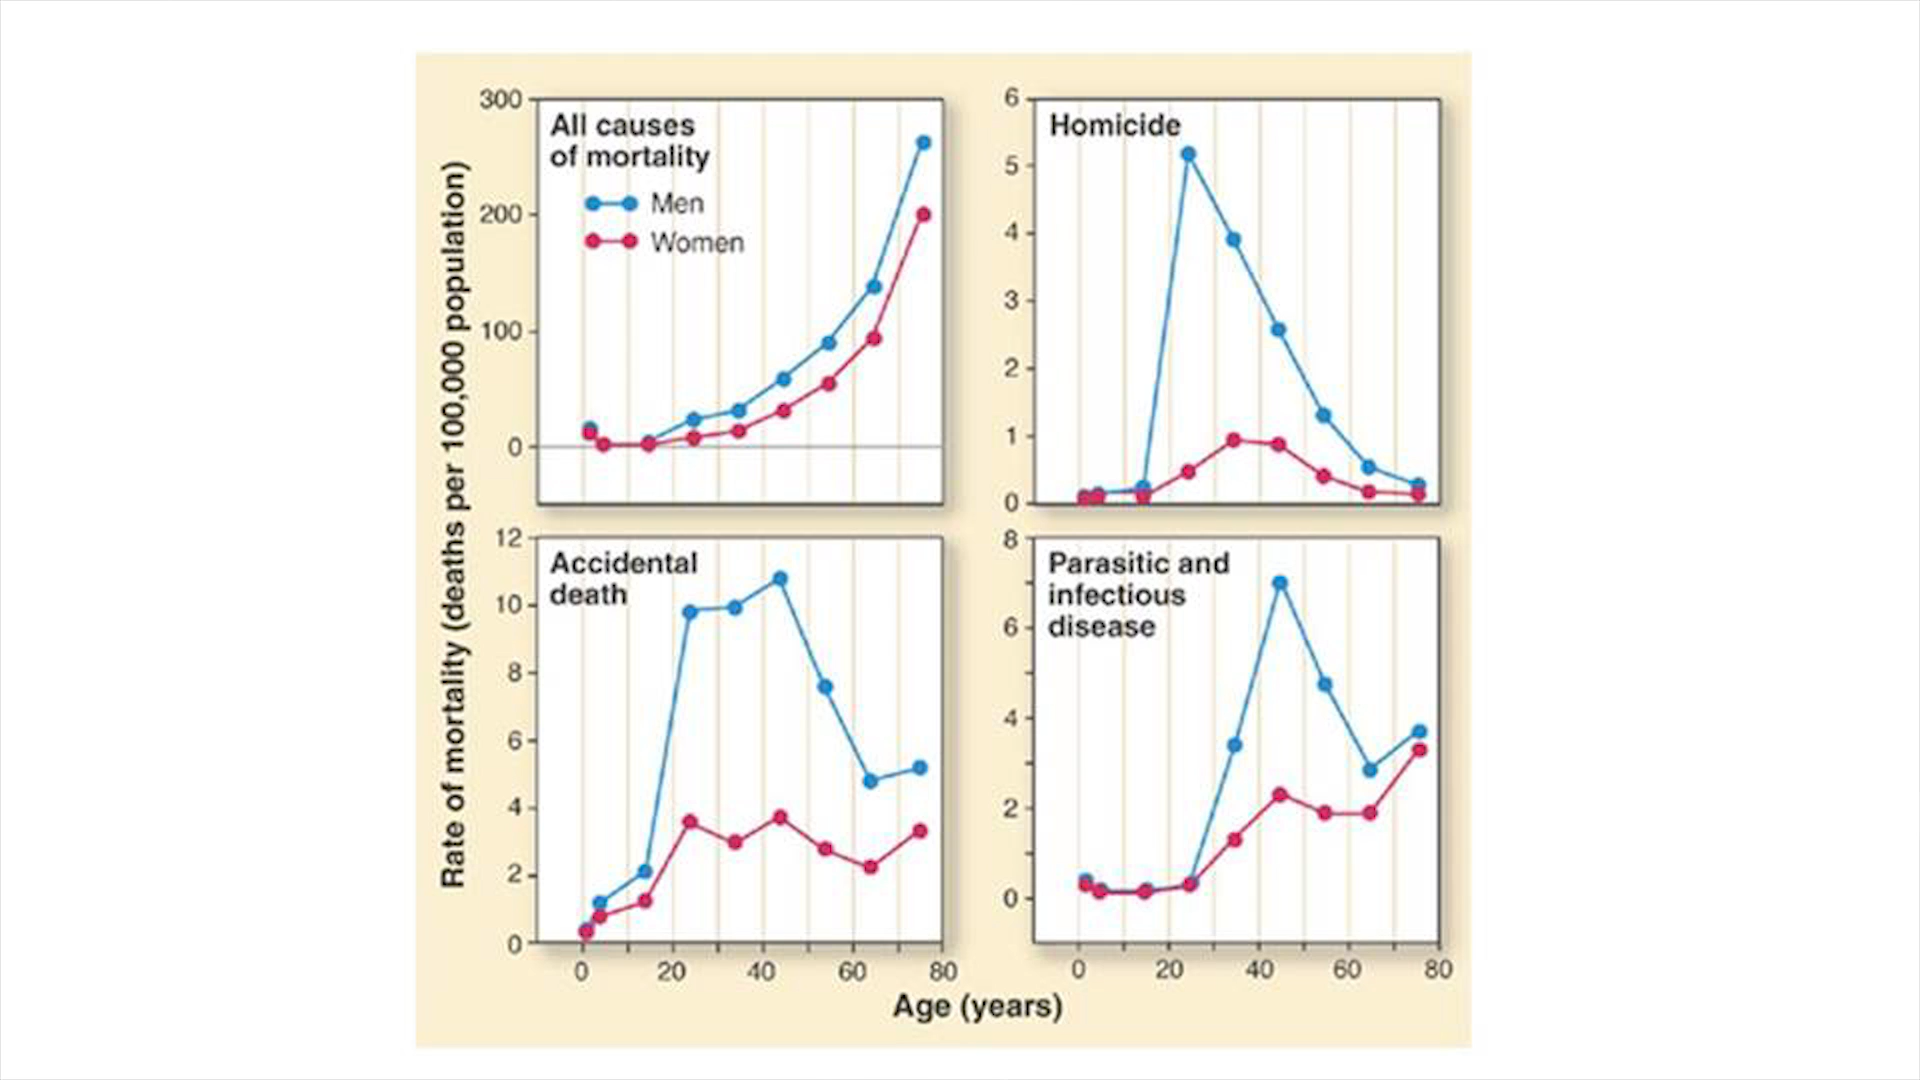 Rate of mortality (deaths per 100,000 population)
300
200
100
0
All causes
of mortality
Men
Women
6
5
4
3
2
1
0
Homicide
12
10
8
6
4
2
0
Accidental
death
0 20 40 60 80
8
6
4
2
0
Parasitic and
infectious
disease
0 20 40 60 80
Age (years)